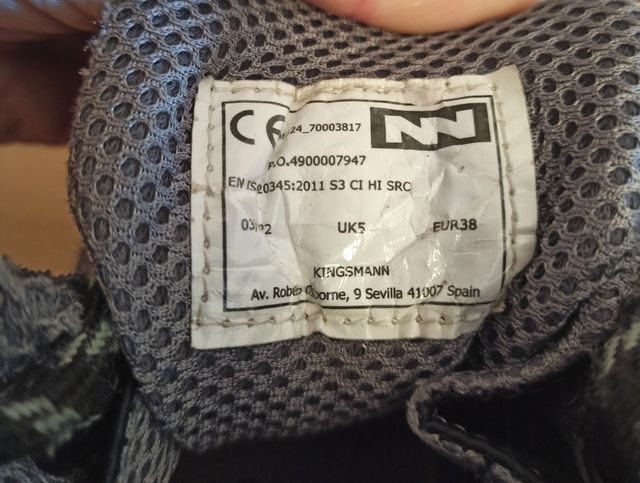 CE 24_70003817
P.O.4900007947
EN ISO20345:2011 S3 CI HI SRC
UK5 EUR38
KINGSMANN
Av. 9 Sevilla 41007 Spain